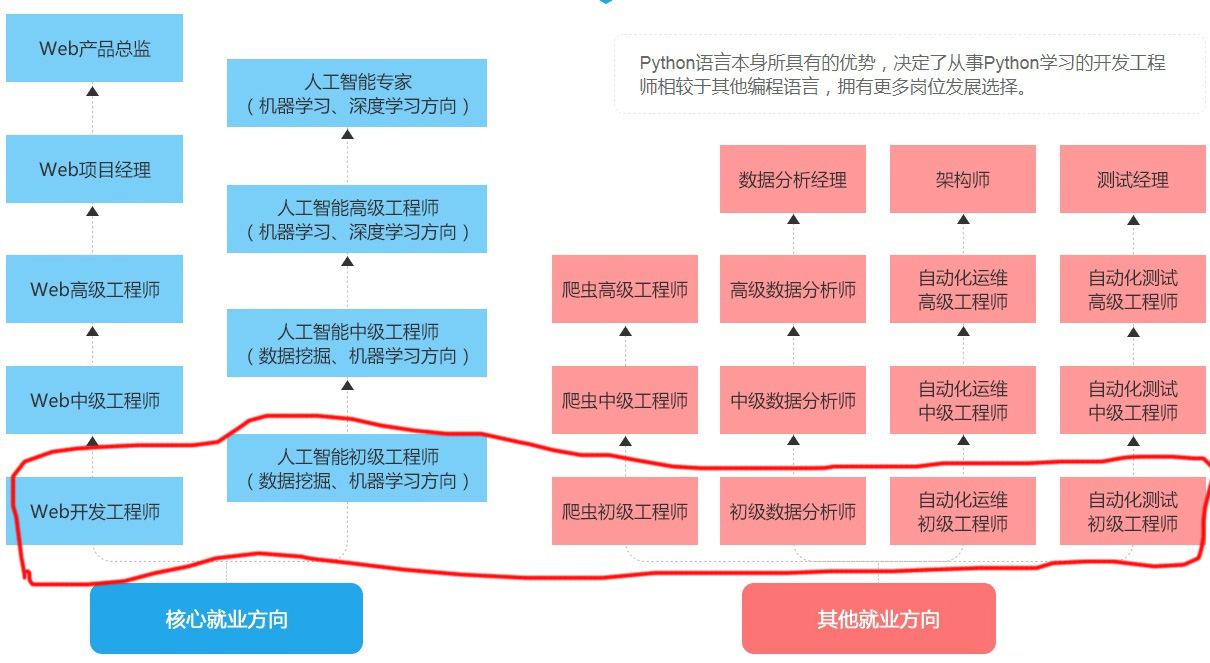 Web产品总监
Web项目经理
Web高级工程师
Web中级工程师
Web开发工程师
人工智能专家
（机器学习、深度学习方向）
人工智能高级工程师
（机器学习、深度学习方向）
人工智能中级工程师
（数据挖掘、机器学习方向）
人工智能初级工程师
（数据挖掘、机器学习方向）
核心就业方向
Python语言本身所具有的优势，决定了从事Python学习的开发工程
师相较于其他编程语言，拥有更多岗位发展选择。
爬虫高级工程师
爬虫中级工程师
爬虫初级工程师
数据分析经理
高级数据分析师
中级数据分析师
初级数据分析师
架构师
自动化运维
高级工程师
自动化运维
中级工程师
自动化运维
初级工程师
测试经理
自动化测试
高级工程师
自动化测试
中级工程师
自动化测试
初级工程师
其他就业方向